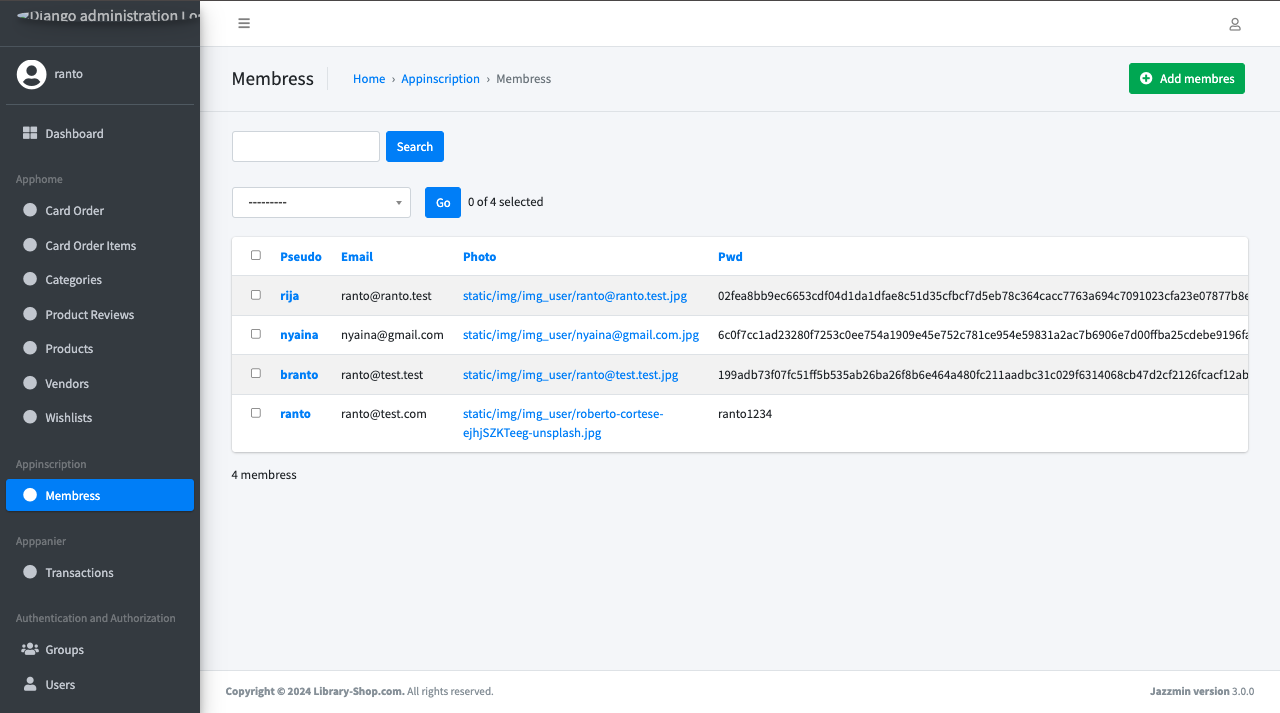 Django administration Lo
ranto
Dashboard
Apphome
Card Order
Card Order Items
Categories
Product Reviews
Products
Vendors
Wishlists
Appinscription
Membress
Apppanier
Transactions
Authentication and Authorization
Groups
Users
Membress
Home › Appinscription › Membress
Add membres
Search
---------
Go
0 of 4 selected
Pseudo Email Photo Pwd
rija ranto@ranto.test static/img/img_user/ranto@ranto.test.jpg 02fea8bb9ec6653cdf04d1da1dfae8c51d35cfbcf7d5eb78c364cacc7763a694c7091023cfa23e07877b8e
nyaina nyaina@gmail.com static/img/img_user/nyaina@gmail.com.jpg 6c0f7cc1ad23280f7253c0ee754a1909e45e752c781ce954e59831a2ac7b6906e7d00ffba25cdebe9196fa
branto ranto@test.test static/img/img_user/ranto@test.test.jpg 199adb73f07fc51ff5b535ab26ba26f8b6e464a480fc211aadbc31c029f6314068cb47d2cf2126fcacf12ab
ranto ranto@test.com static/img/img_user/roberto-cortese- ranto1234
ejhjSZKTeeg-unsplash.jpg
4 membress
Copyright © 2024 Library-Shop.com. All rights reserved.
Jazzmin version 3.0.0